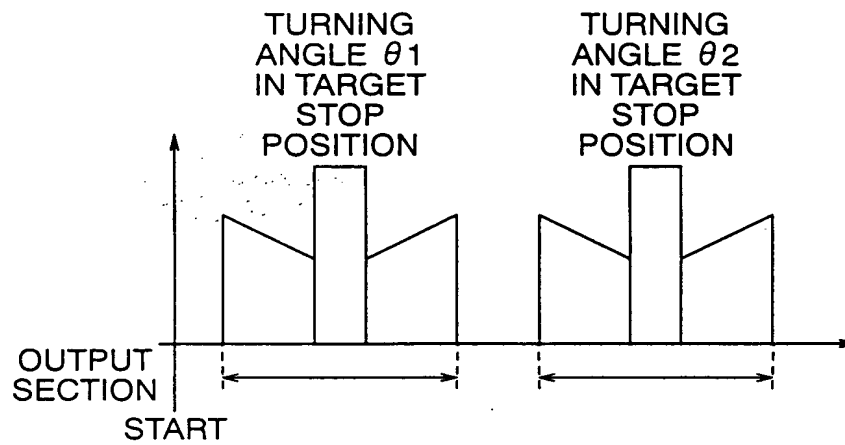 TURNING
ANGLE θ1
IN TARGET
STOP
POSITION
TURNING
ANGLE θ2
IN TARGET
STOP
POSITION
OUTPUT
SECTION
START